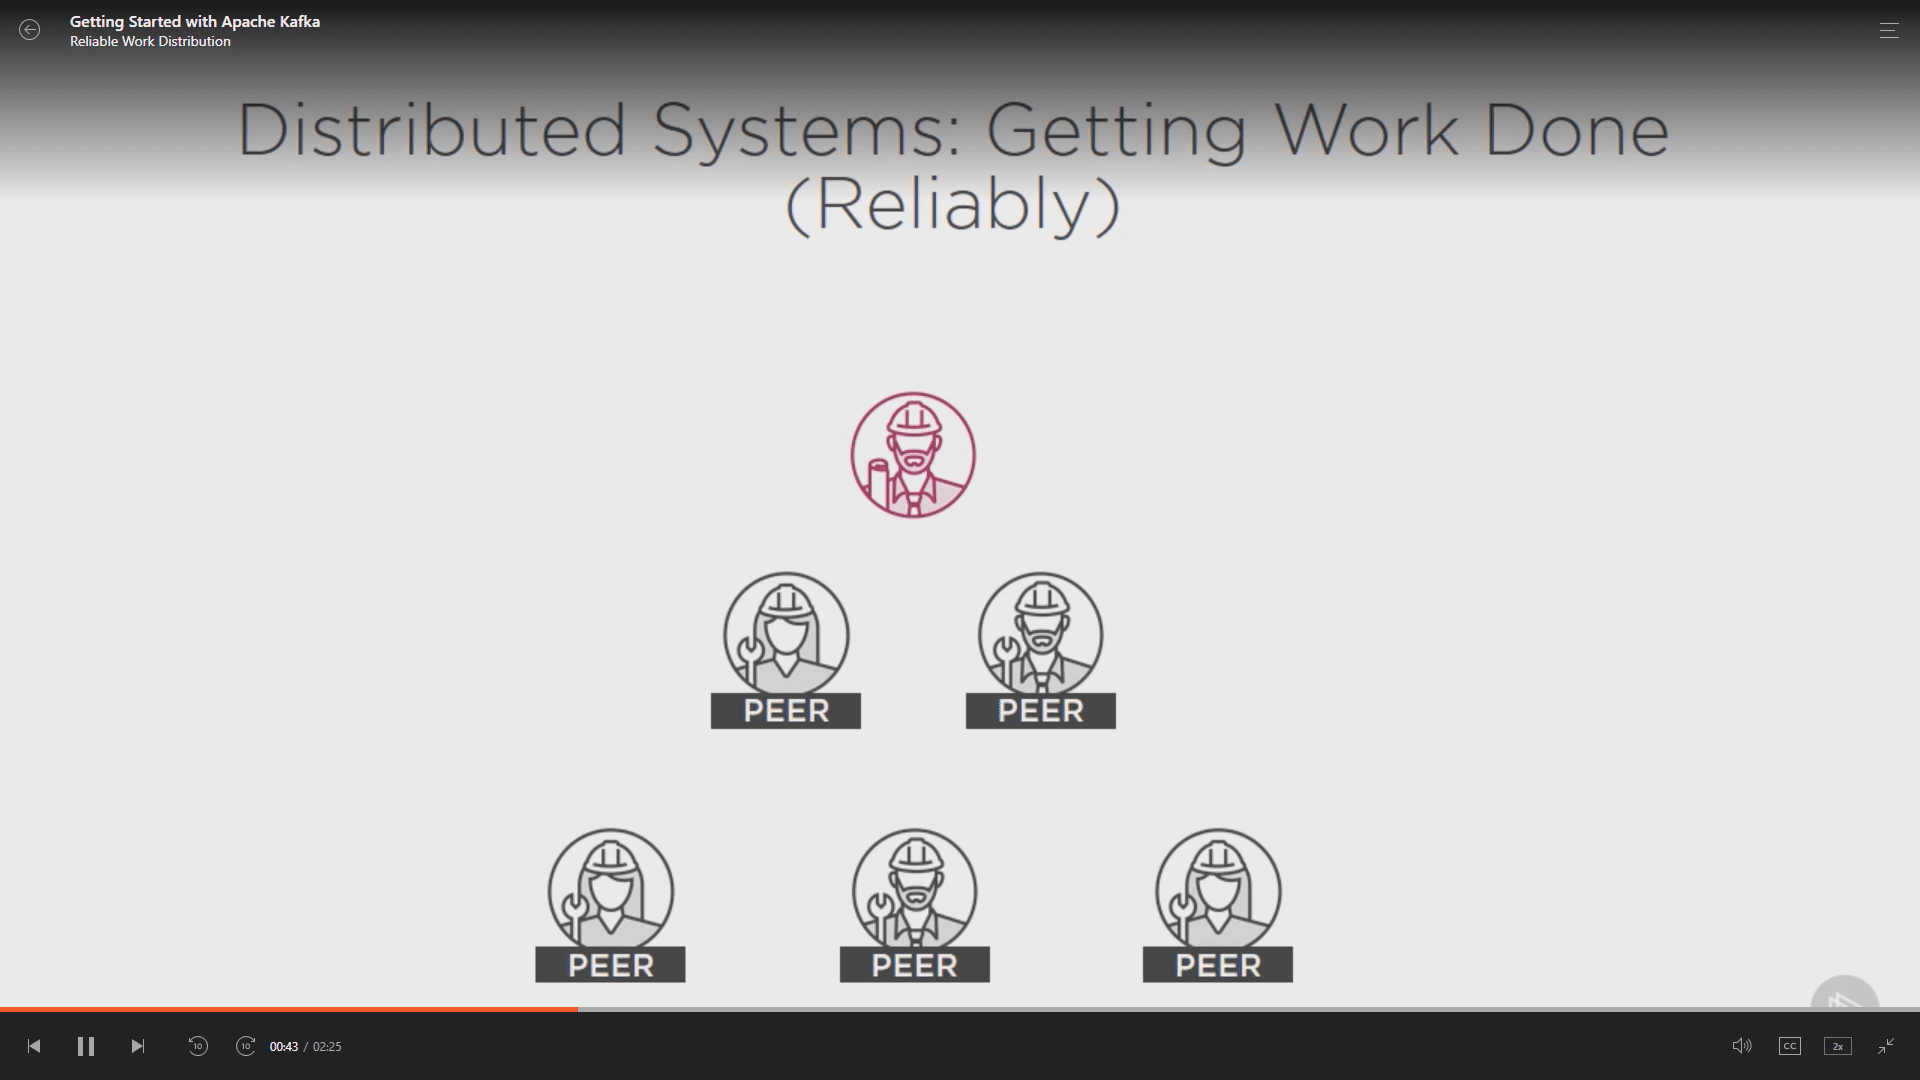 Getting Started with Apache Kafka
Reliable Work Distribution
Distributed Systems: Getting Work Done
(Reliably)
PEER PEER
PEER PEER PEER
10 10 00:43 / 02:25 CC 2x